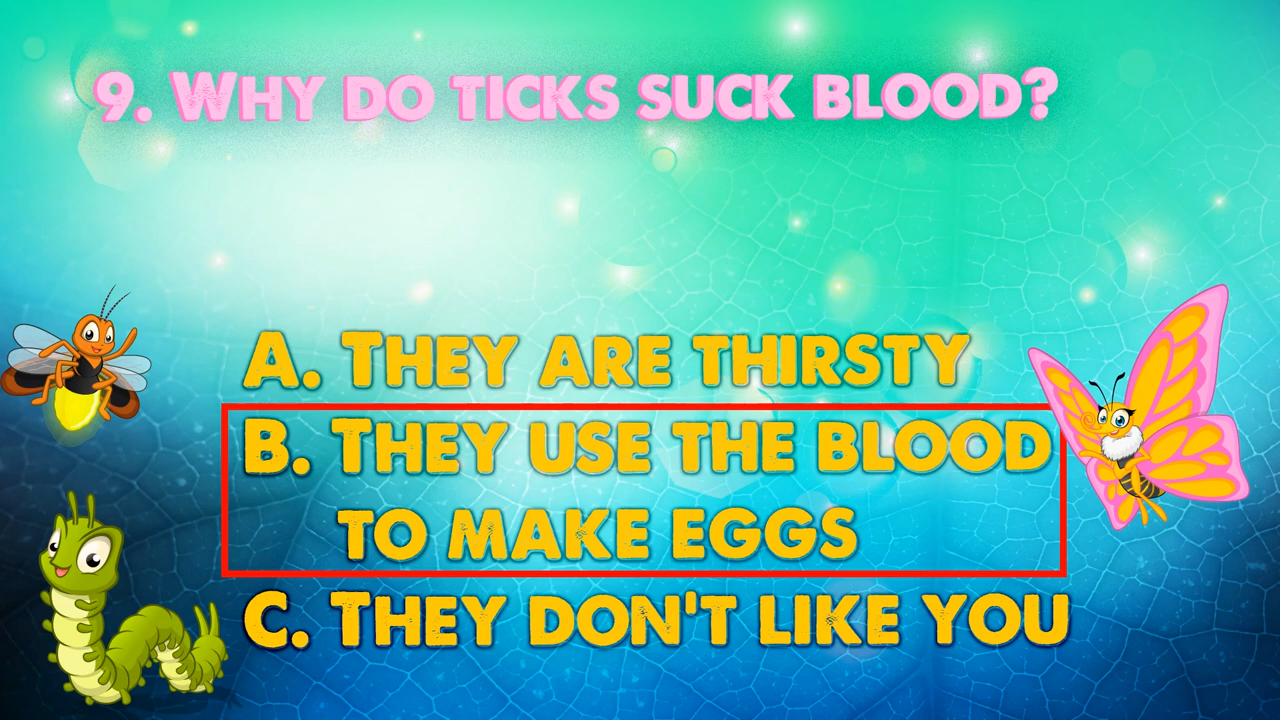 9. Why do ticks suck blood?
A. They are thirsty
B. They use the blood
to make eggs
C. They don't like you